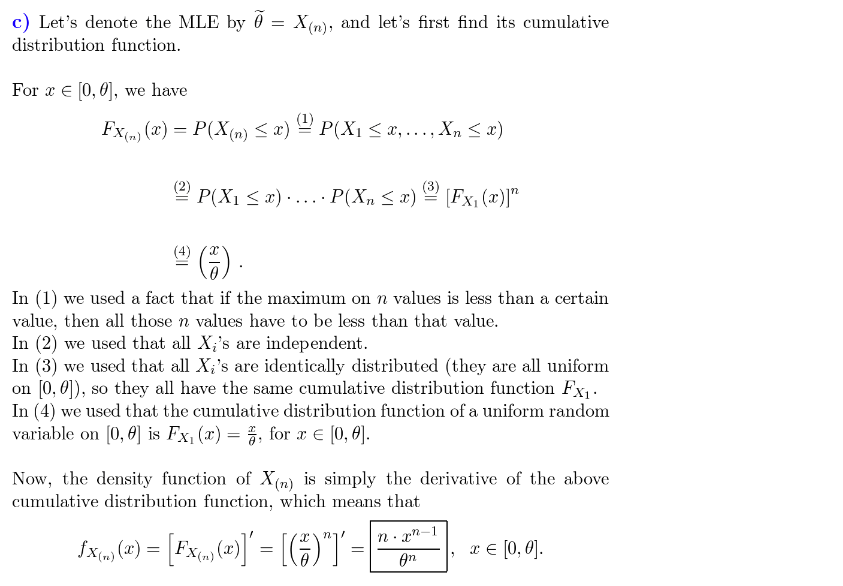 c) Let's denote the MLE by θ̃ = X₍ₙ₎, and let's first find its cumulative
distribution function.
For x ∈ [0, θ], we have
F_{X₍ₙ₎}(x) = P(X₍ₙ₎ ≤ x) \overset{(1)}{=} P(X₁ ≤ x, . . . , Xₙ ≤ x)
\overset{(2)}{=} P(X₁ ≤ x) · . . . · P(Xₙ ≤ x) \overset{(3)}{=} [F_{X₁}(x)]ⁿ
\overset{(4)}{=} (x/θ) .
In (1) we used a fact that if the maximum on n values is less than a certain
value, then all those n values have to be less than that value.
In (2) we used that all Xᵢ's are independent.
In (3) we used that all Xᵢ's are identically distributed (they are all uniform
on [0, θ]), so they all have the same cumulative distribution function F_{X₁}.
In (4) we used that the cumulative distribution function of a uniform random
variable on [0, θ] is F_{X₁}(x) = x/θ, for x ∈ [0, θ].
Now, the density function of X₍ₙ₎ is simply the derivative of the above
cumulative distribution function, which means that
f_{X₍ₙ₎}(x) = [F_{X₍ₙ₎}(x)]′ = [(x/θ)ⁿ]′ = n · xⁿ⁻¹/θⁿ, x ∈ [0, θ].